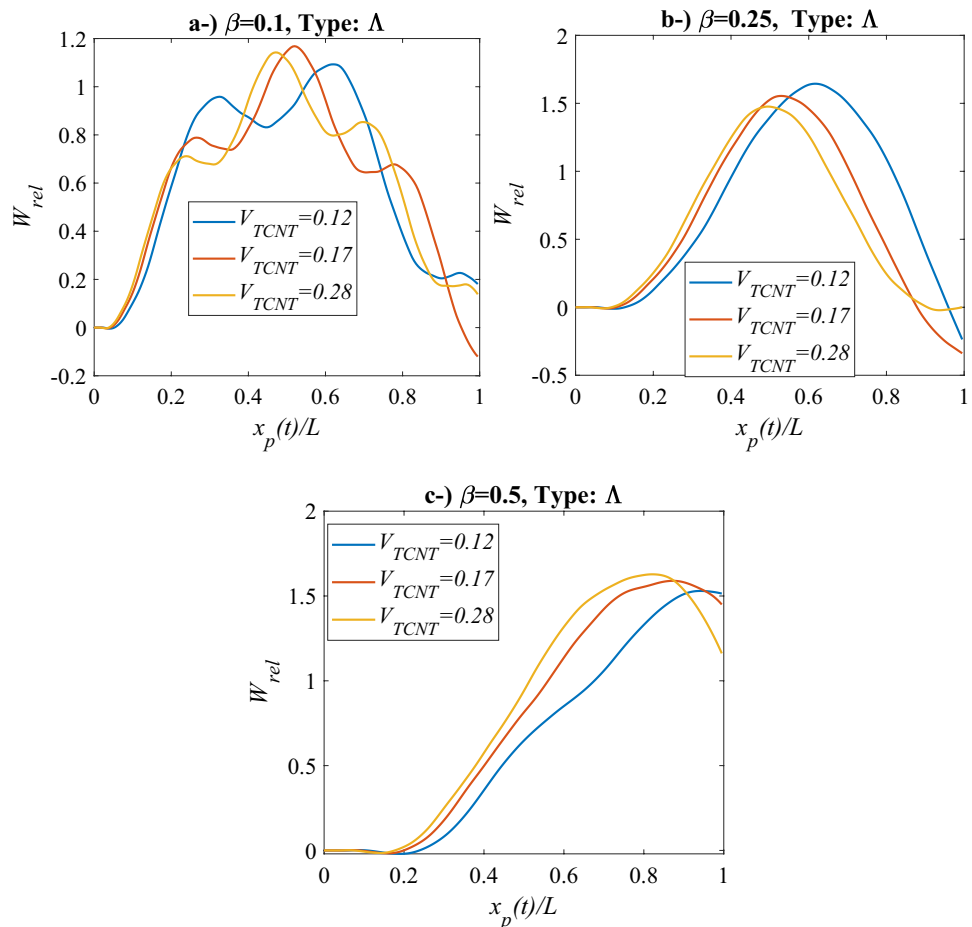 a-) β=0.1, Type: Λ
1.2
1
0.8
0.6
0.4
0.2
0
-0.2
W_rel
V_TCNT=0.12
V_TCNT=0.17
V_TCNT=0.28
0 0.2 0.4 0.6 0.8 1
x_p(t)/L
b-) β=0.25, Type: Λ
2
1.5
1
0.5
0
-0.5
W_rel
V_TCNT=0.12
V_TCNT=0.17
V_TCNT=0.28
0 0.2 0.4 0.6 0.8 1
x_p(t)/L
c-) β=0.5, Type: Λ
2
1.5
1
0.5
0
W_rel
V_TCNT=0.12
V_TCNT=0.17
V_TCNT=0.28
0 0.2 0.4 0.6 0.8 1
x_p(t)/L